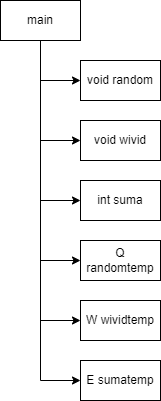 main
void random
void wivid
int suma
Q
randomtemp
W wividtemp
E sumatemp